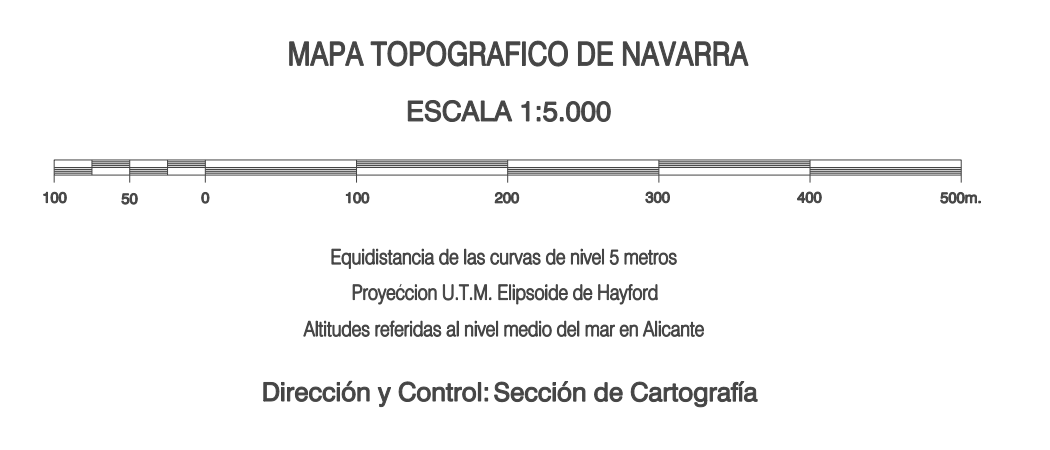 MAPA TOPOGRAFICO DE NAVARRA
ESCALA 1:5.000
100 50 0 100 200 300 400 500m.
Equidistancia de las curvas de nivel 5 metros
Proyeccion U.T.M. Elipsoide de Hayford
Altitudes referidas al nivel medio del mar en Alicante
Dirección y Control: Sección de Cartografía